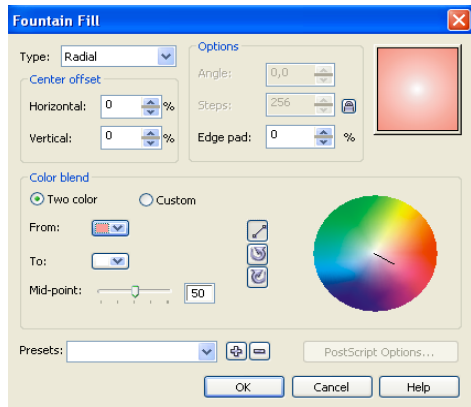 Fountain Fill
Type: Radial
Center offset
Horizontal: 0 %
Vertical: 0 %
Options
Angle: 0,0
Steps: 256
Edge pad: 0 %
Color blend
Two color Custom
From:
To:
Mid-point: 50
Presets:
PostScript Options...
OK Cancel Help